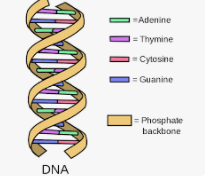 =Adenine
= Thymine
= Cytosine
= Guanine
= Phosphate
backbone
DNA